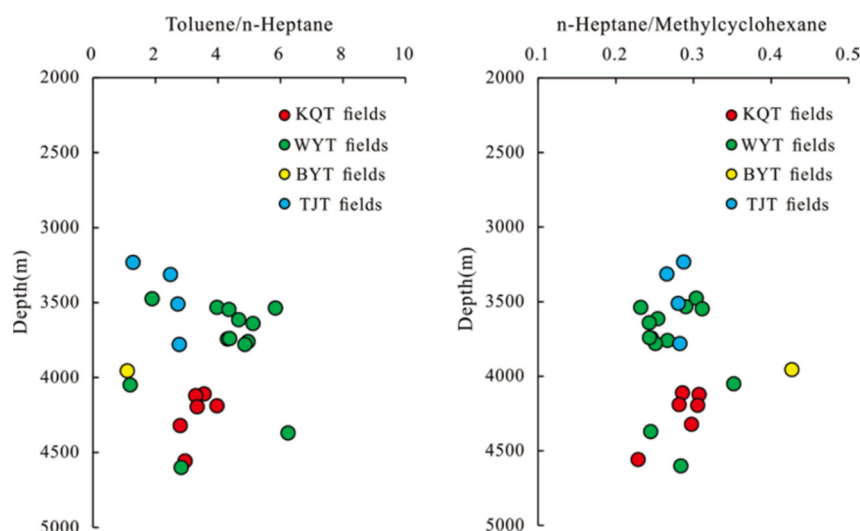 Toluene/n-Heptane
0 2 4 6 8 10
2000
2500
3000
3500
4000
4500
5000
Depth(m)
KQT fields
WYT fields
BYT fields
TJT fields
n-Heptane/Methylcyclohexane
0.1 0.2 0.3 0.4 0.5
2000
2500
3000
3500
4000
4500
5000
Depth(m)
KQT fields
WYT fields
BYT fields
TJT fields